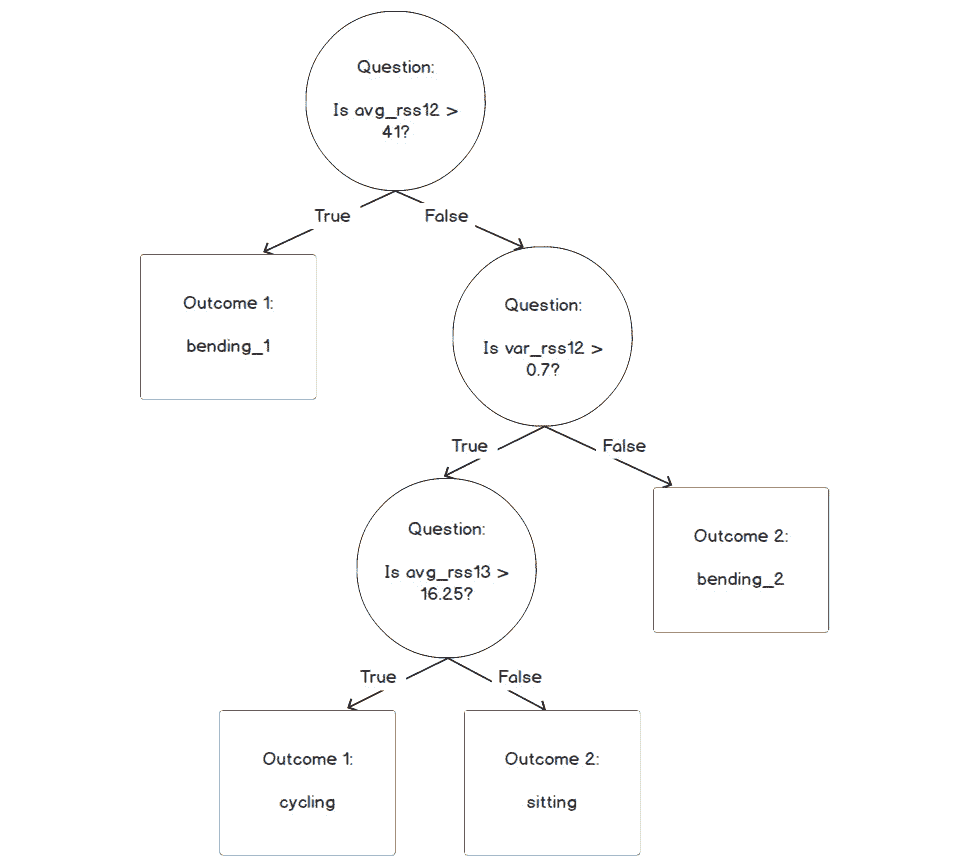 Question:
Is avg_rss12 >
41?
True
False
Outcome 1:
bending_1
Question:
Is var_rss12 >
0.7?
True
False
Question:
Is avg_rss13 >
16.25?
Outcome 2:
bending_2
True
False
Outcome 1:
cycling
Outcome 2:
sitting